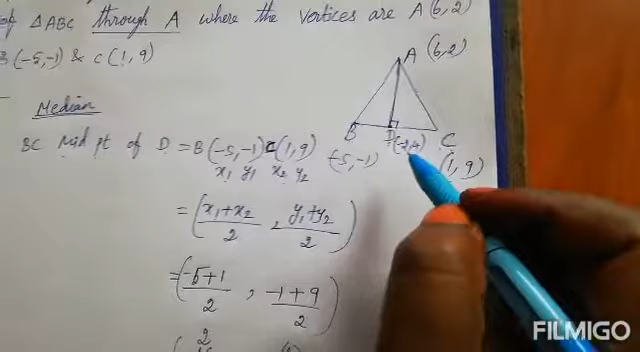 of △ABC through A where the vertices are A(6,2)
B(-5,-1) & C(1,9)
Median
BC Mid pt of D = B(-5,-1) C(1,9)
x₁ y₁ x₂ y₂
= (x₁+x₂/2 , y₁+y₂/2)
= (-5+1/2 , -1+9/2)
A (6,2)
B
D
C
(-5,-1)
(1,9)
FILMIGO